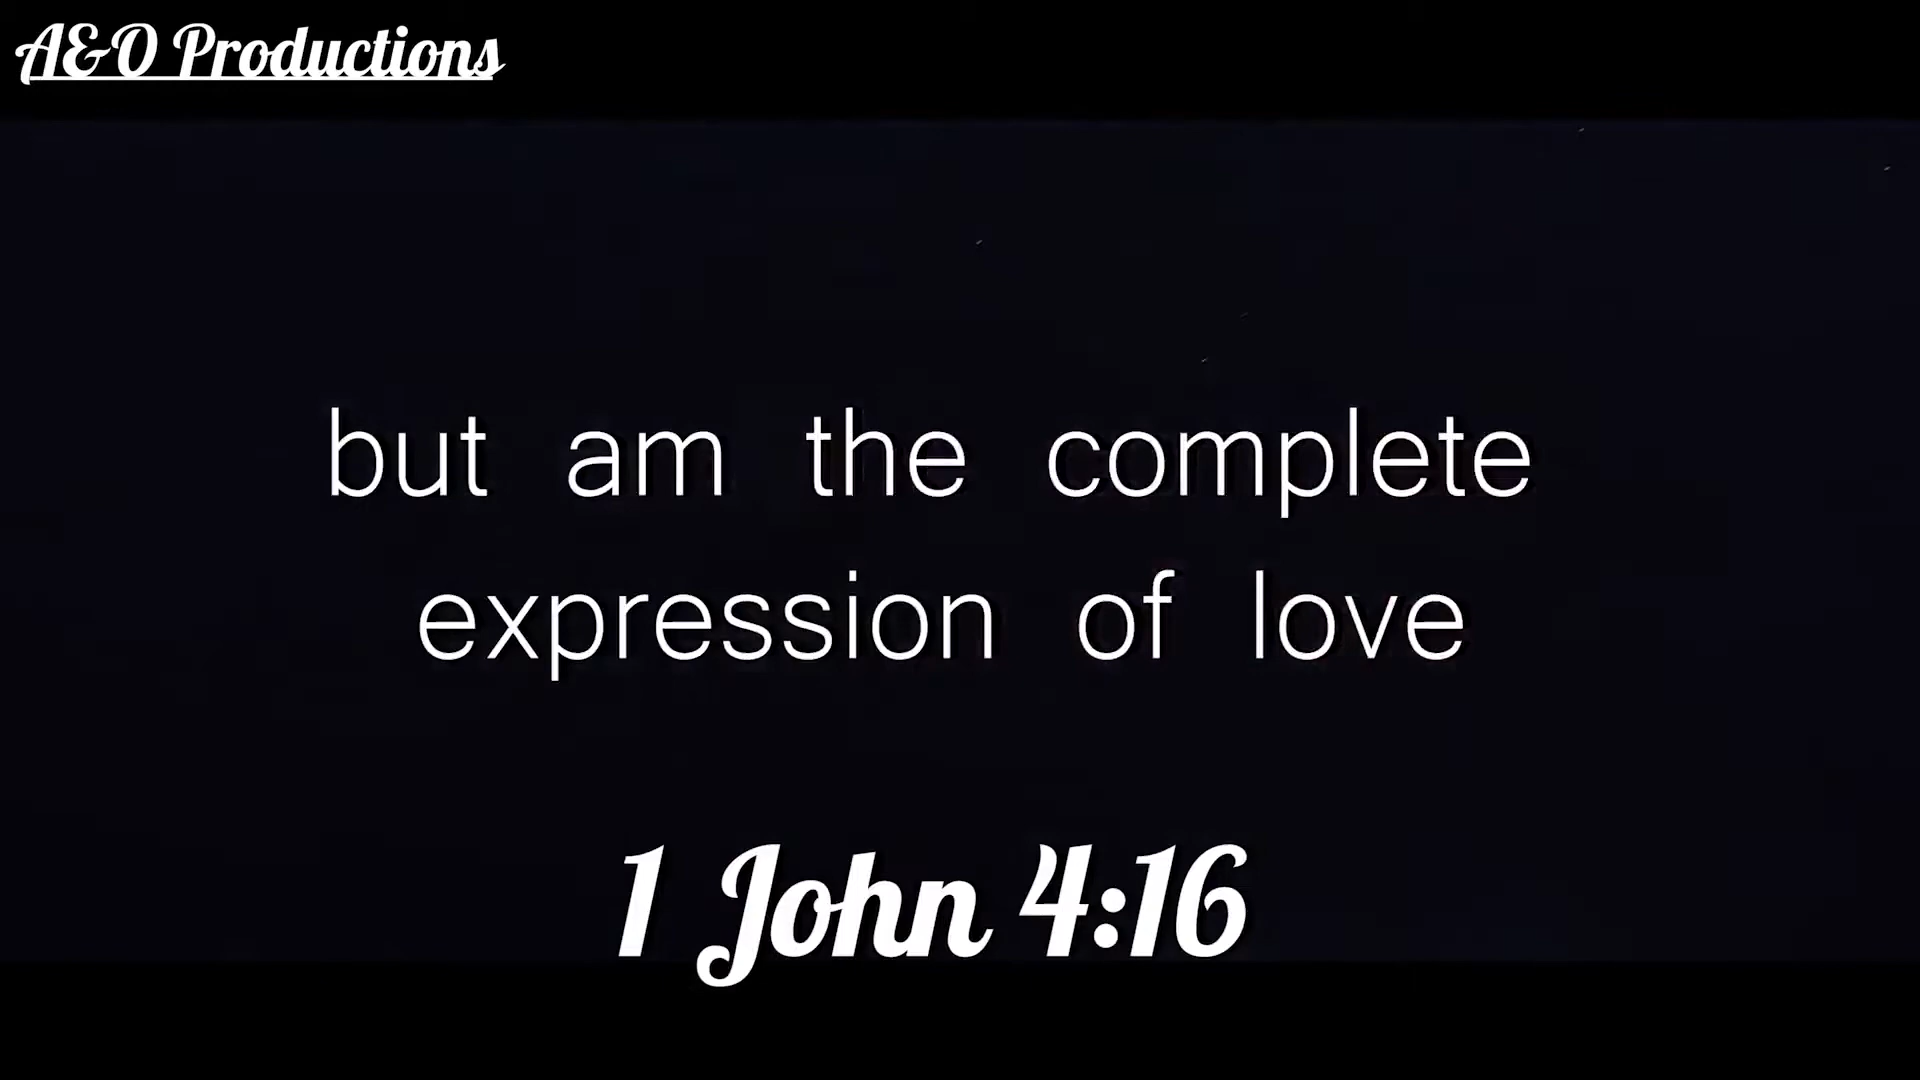 A&O Productions
but am the complete
expression of love
1 John 4:16